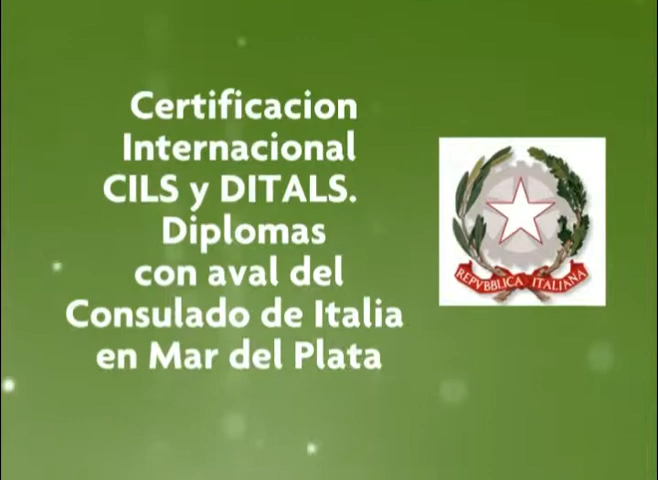 Certificacion
Internacional
CILS y DITALS.
Diplomas
con aval del
Consulado de Italia
en Mar del Plata
REPVBBLICA ITALIANA